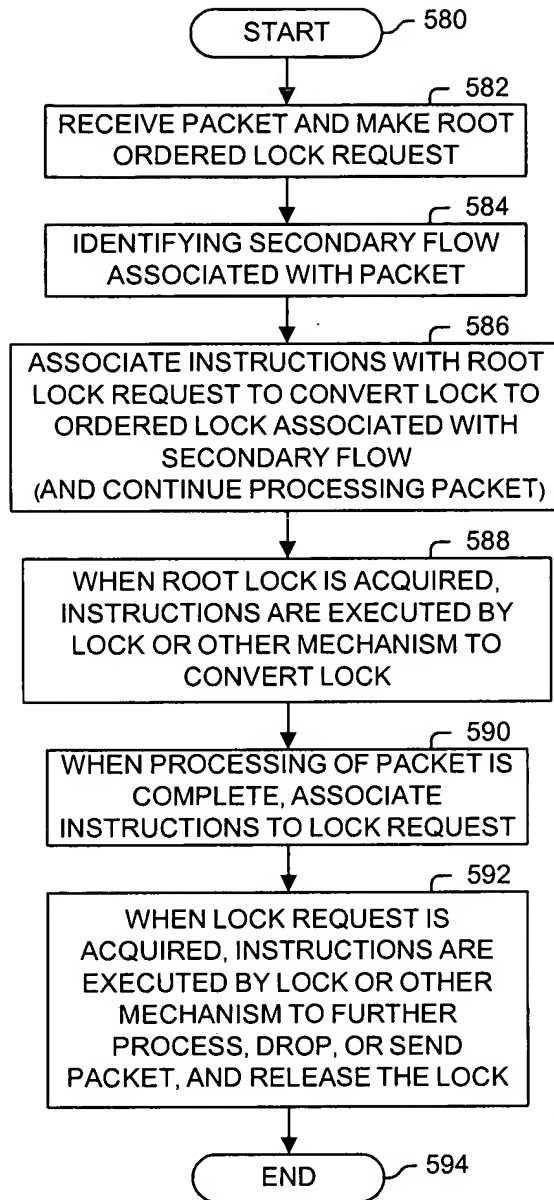 START
580
582
RECEIVE PACKET AND MAKE ROOT
ORDERED LOCK REQUEST
584
IDENTIFYING SECONDARY FLOW
ASSOCIATED WITH PACKET
586
ASSOCIATE INSTRUCTIONS WITH ROOT
LOCK REQUEST TO CONVERT LOCK TO
ORDERED LOCK ASSOCIATED WITH
SECONDARY FLOW
(AND CONTINUE PROCESSING PACKET)
588
WHEN ROOT LOCK IS ACQUIRED,
INSTRUCTIONS ARE EXECUTED BY
LOCK OR OTHER MECHANISM TO
CONVERT LOCK
590
WHEN PROCESSING OF PACKET IS
COMPLETE, ASSOCIATE
INSTRUCTIONS TO LOCK REQUEST
592
WHEN LOCK REQUEST IS
ACQUIRED, INSTRUCTIONS ARE
EXECUTED BY LOCK OR OTHER
MECHANISM TO FURTHER
PROCESS, DROP, OR SEND
PACKET, AND RELEASE THE LOCK
END
594